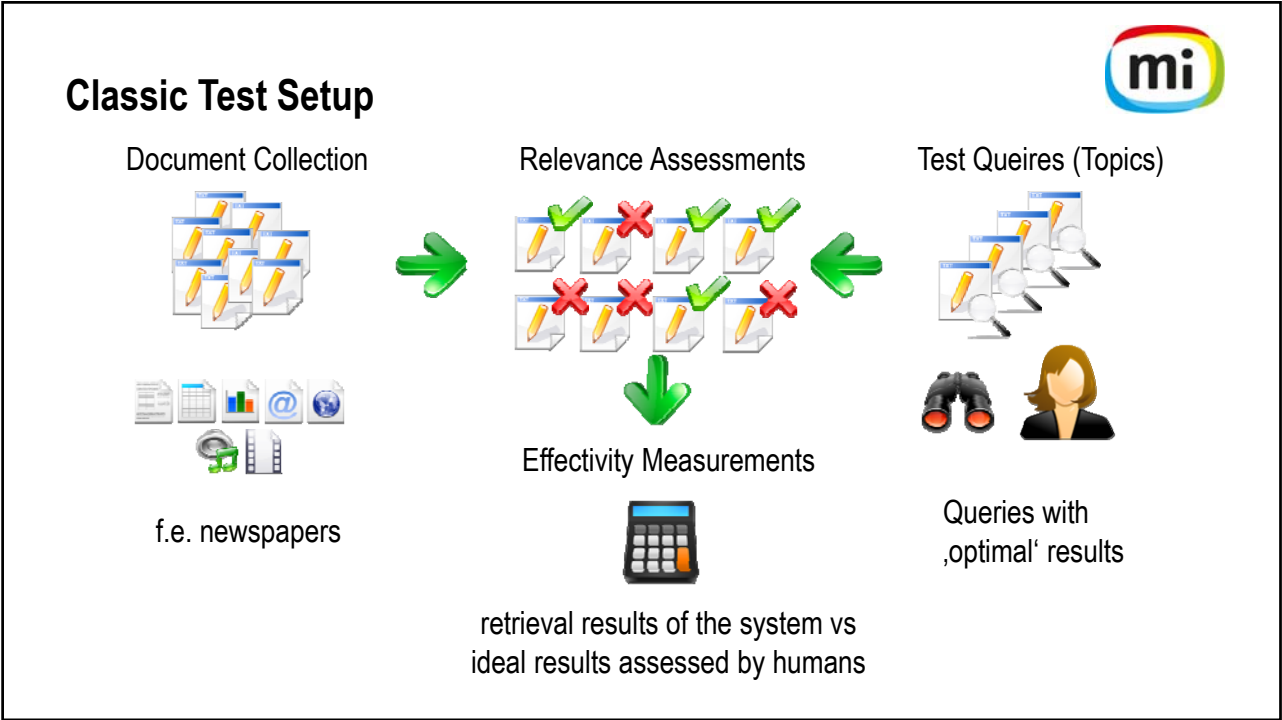 mi
Classic Test Setup
Document Collection
Relevance Assessments
Test Queires (Topics)
Effectivity Measurements
f.e. newspapers
Queries with
‚optimal‘ results
retrieval results of the system vs
ideal results assessed by humans